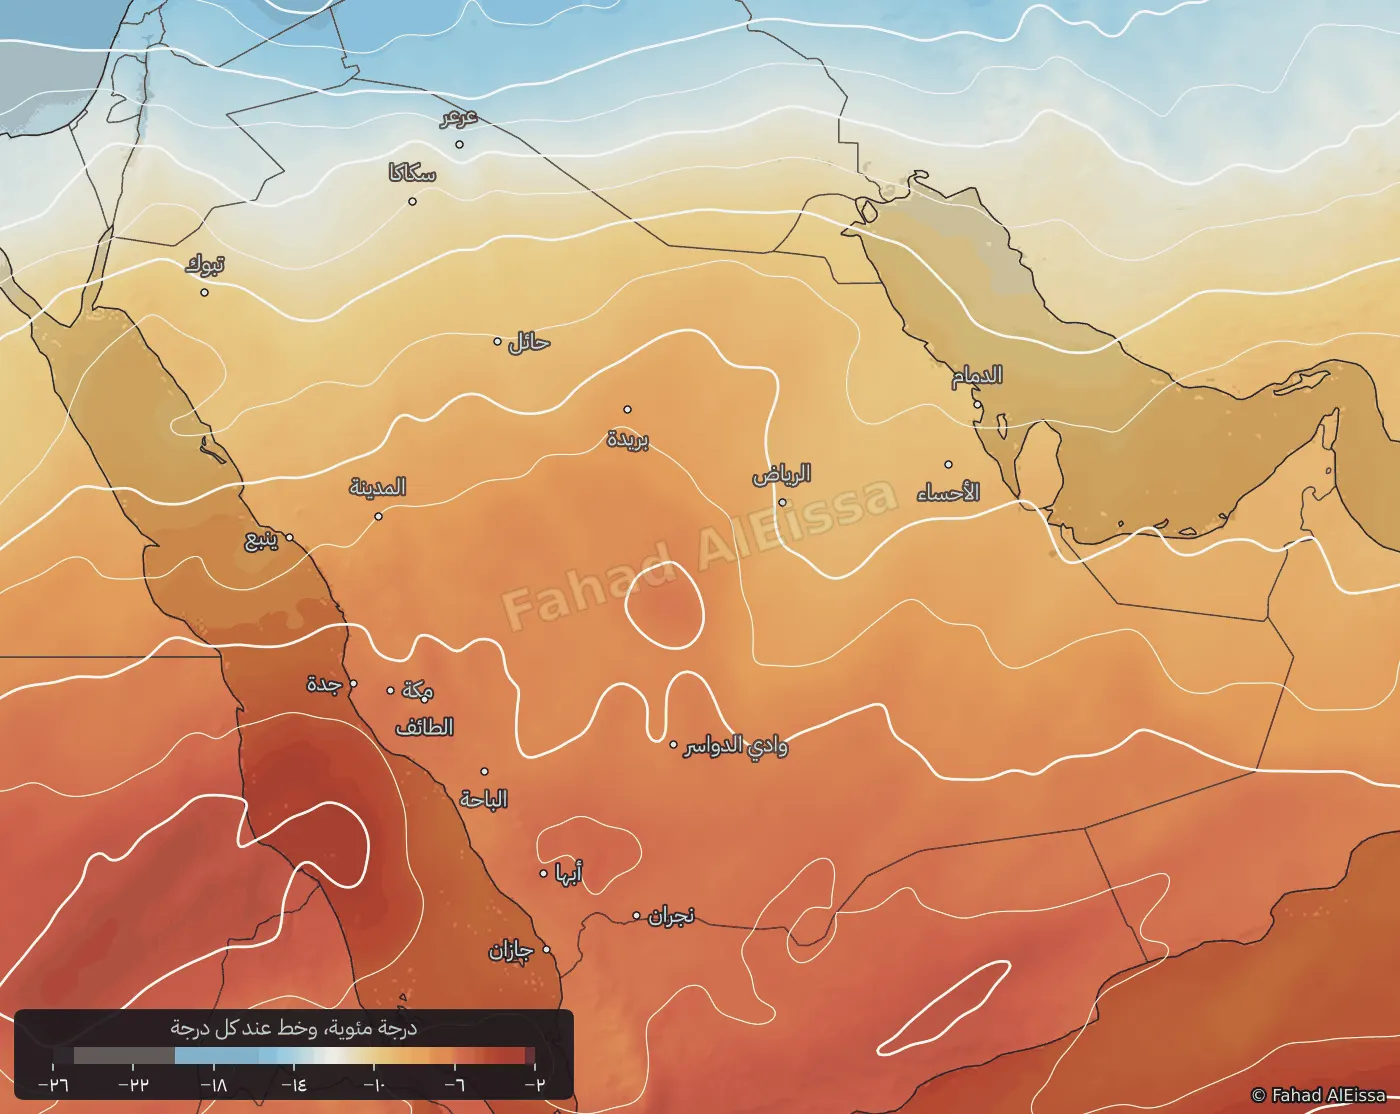 عرعر
سكاكا
تبوك
حائل
الدمام
بريدة
الرياض
الأحساء
المدينة
ينبع
Fahad AlEissa
جدة
مكة
الطائف
وادي الدواسر
الباحة
أبها
نجران
جازان
درجة مئوية، وخط عند كل درجة
−٢٦ −٢٢ −١٨ −١٤ −١٠ −٦ −٢
© Fahad AlEissa